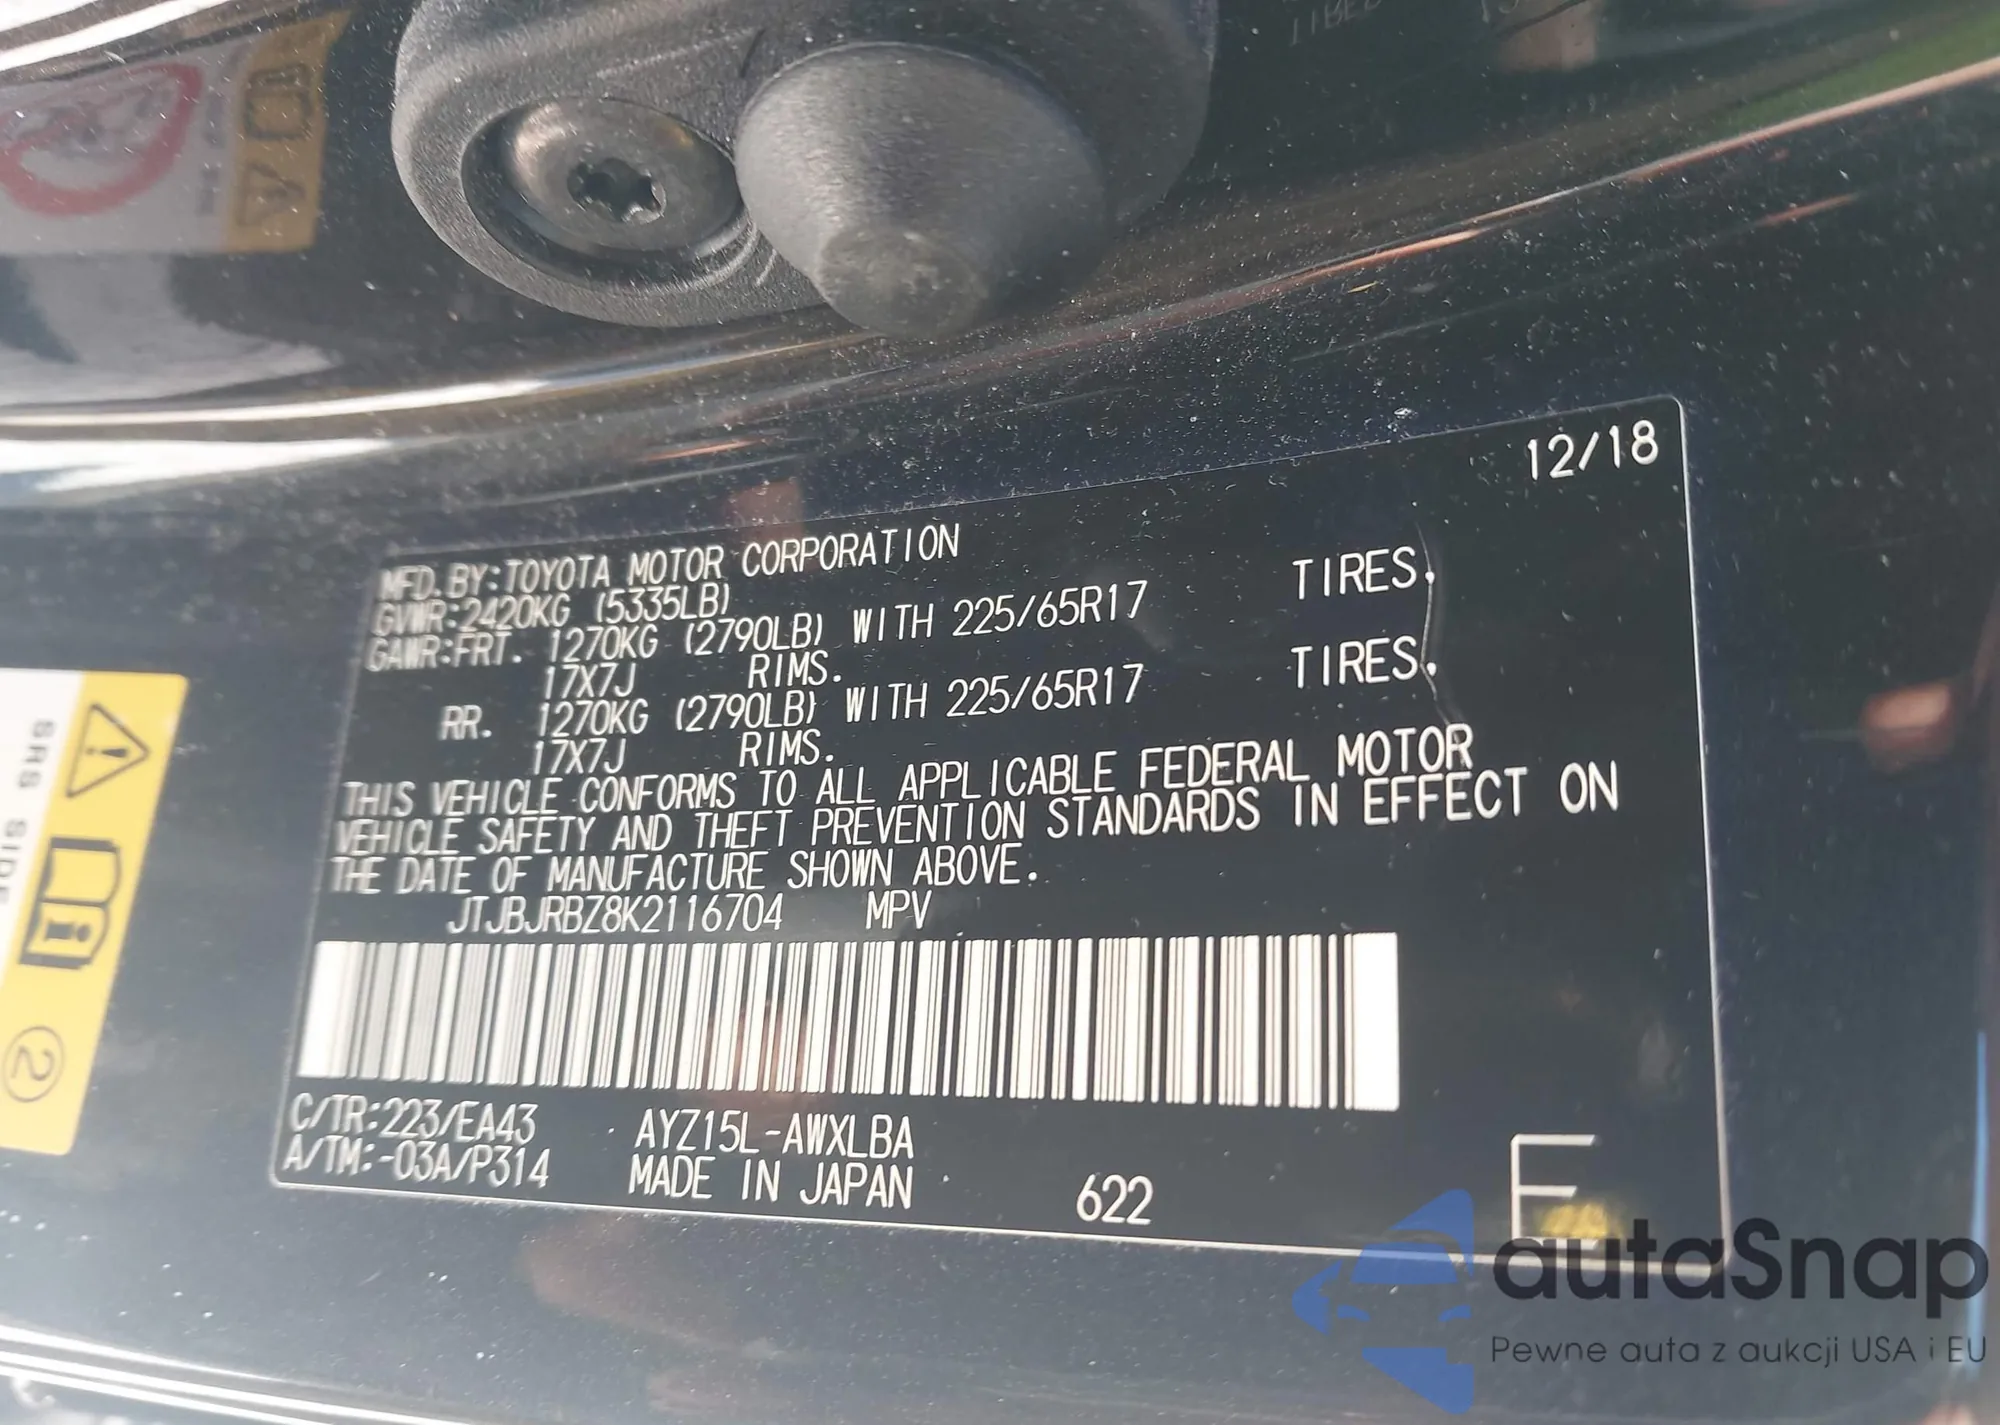 12/18
MFD.BY:TOYOTA MOTOR CORPORATION
GVWR:2420KG (5335LB)
GAWR:FRT. 1270KG (2790LB) WITH 225/65R17 TIRES,
17X7J RIMS.
RR. 1270KG (2790LB) WITH 225/65R17 TIRES,
17X7J RIMS.
THIS VEHICLE CONFORMS TO ALL APPLICABLE FEDERAL MOTOR
VEHICLE SAFETY AND THEFT PREVENTION STANDARDS IN EFFECT ON
THE DATE OF MANUFACTURE SHOWN ABOVE.
JTJBJRBZ8K2116704 MPV
C/TR:223/EA43 AYZ15L-AWXLBA
A/TM:-03A/P314 MADE IN JAPAN 622
E
SRS SIDE
2
autaSnap
Pewne auta z aukcji USA i EU